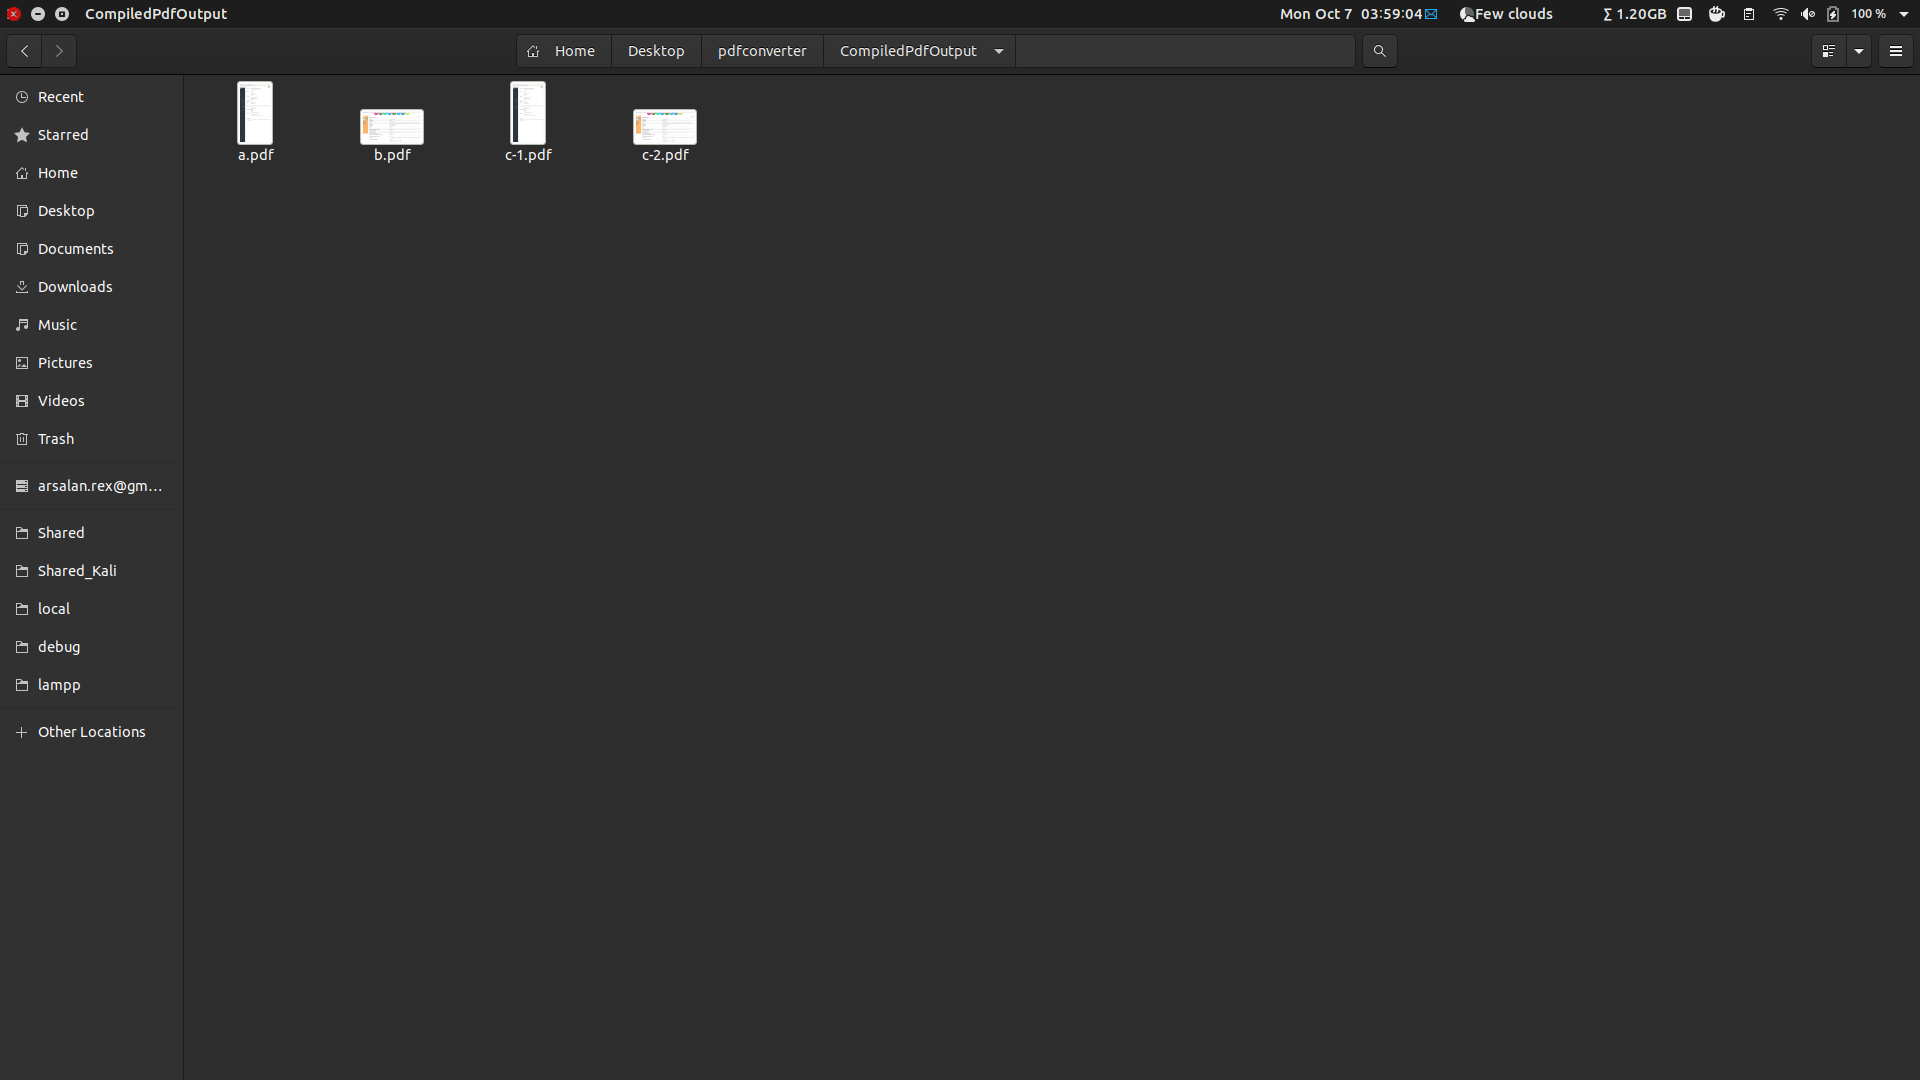 CompiledPdfOutput
Mon Oct 7 03:59:04
Few clouds
Σ 1.20GB
100 %
Home
Desktop
pdfconverter
CompiledPdfOutput
Recent
Starred
Home
Desktop
Documents
Downloads
Music
Pictures
Videos
Trash
arsalan.rex@gm…
Shared
Shared_Kali
local
debug
lampp
Other Locations
a.pdf
b.pdf
c-1.pdf
c-2.pdf